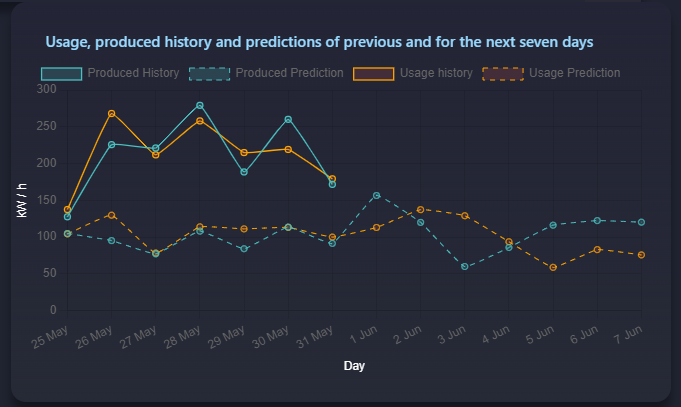 Usage, produced history and predictions of previous and for the next seven days
Produced History Produced Prediction Usage history Usage Prediction
300
250
200
150
100
50
0
kW / h
25 May 26 May 27 May 28 May 29 May 30 May 31 May 1 Jun 2 Jun 3 Jun 4 Jun 5 Jun 6 Jun 7 Jun
Day